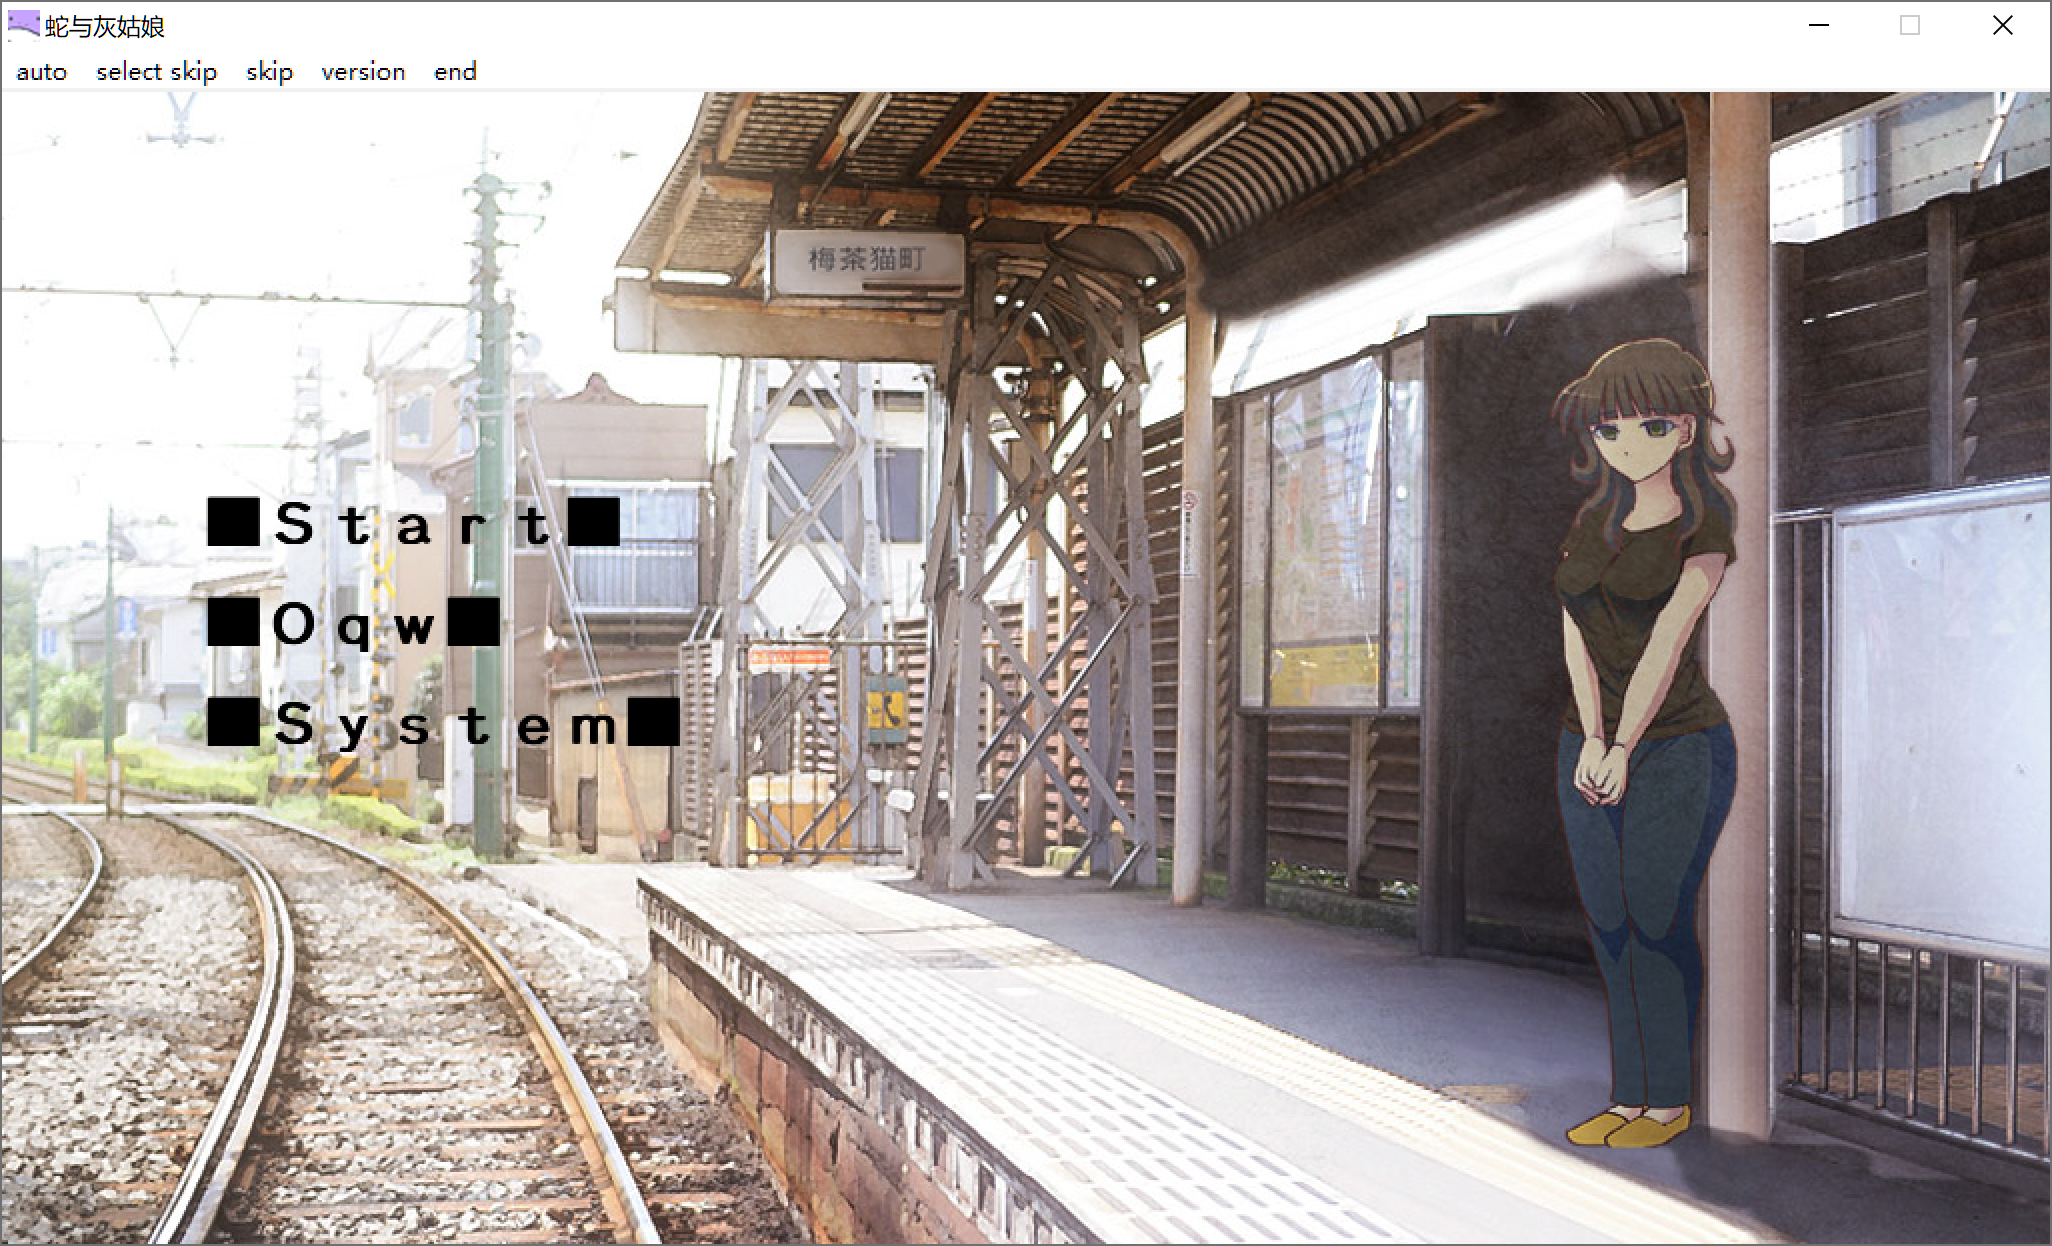 蛇与灰姑娘
auto select skip skip version end
梅茶猫町
■Start■
■Oqw■
■System■